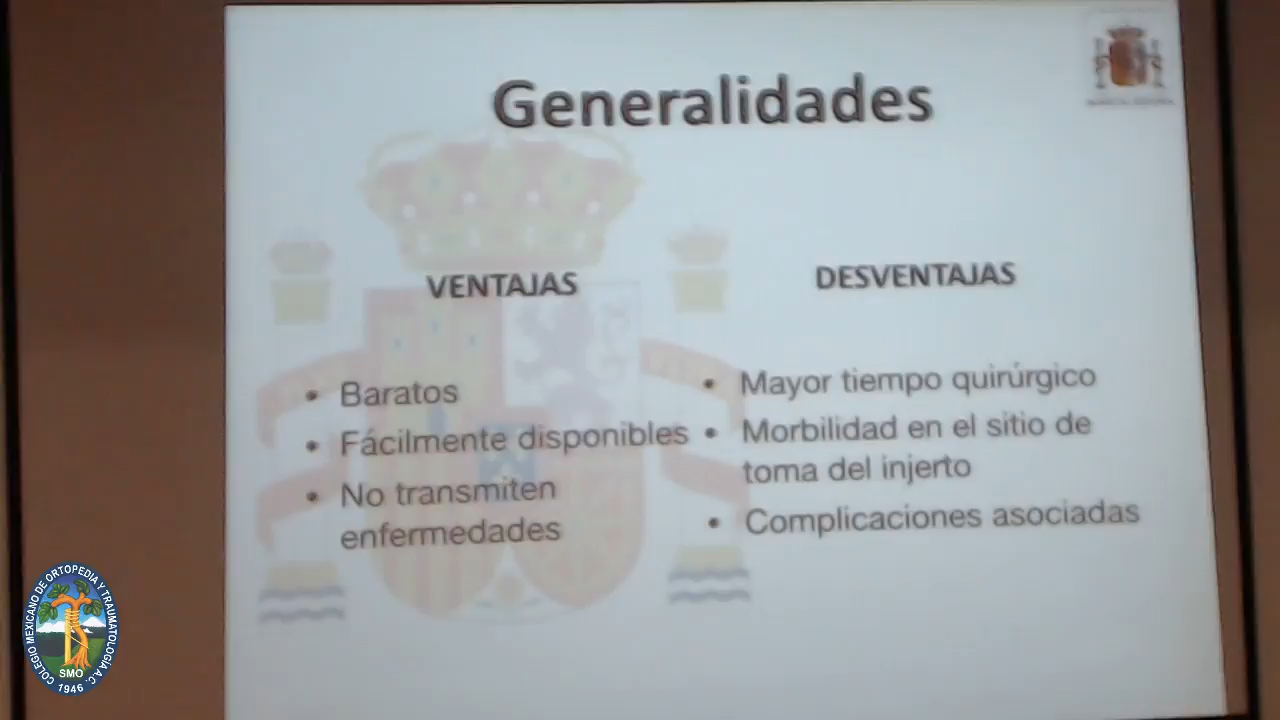 Generalidades
VENTAJAS
• Baratos
• Fácilmente disponibles
• No transmiten
enfermedades
DESVENTAJAS
• Mayor tiempo quirúrgico
• Morbilidad en el sitio de
toma del injerto
• Complicaciones asociadas
COLEGIO MEXICANO DE ORTOPEDIA Y TRAUMATOLOGÍA A.C.
SMO
1946